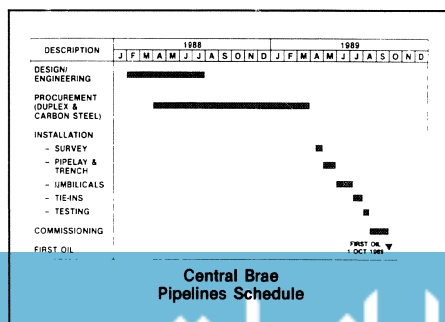 1988 1989
DESCRIPTION J F M A M J J A S O N D J F M A M J J A S O N D
DESIGN/
ENGINEERING
PROCUREMENT
(DUPLEX &
CARBON STEEL)
INSTALLATION
- SURVEY
- PIPELAY &
TRENCH
- UMBILICALS
- TIE-INS
- TESTING
COMMISSIONING
FIRST OIL
FIRST OIL
1 OCT 1989
Central Brae
Pipelines Schedule